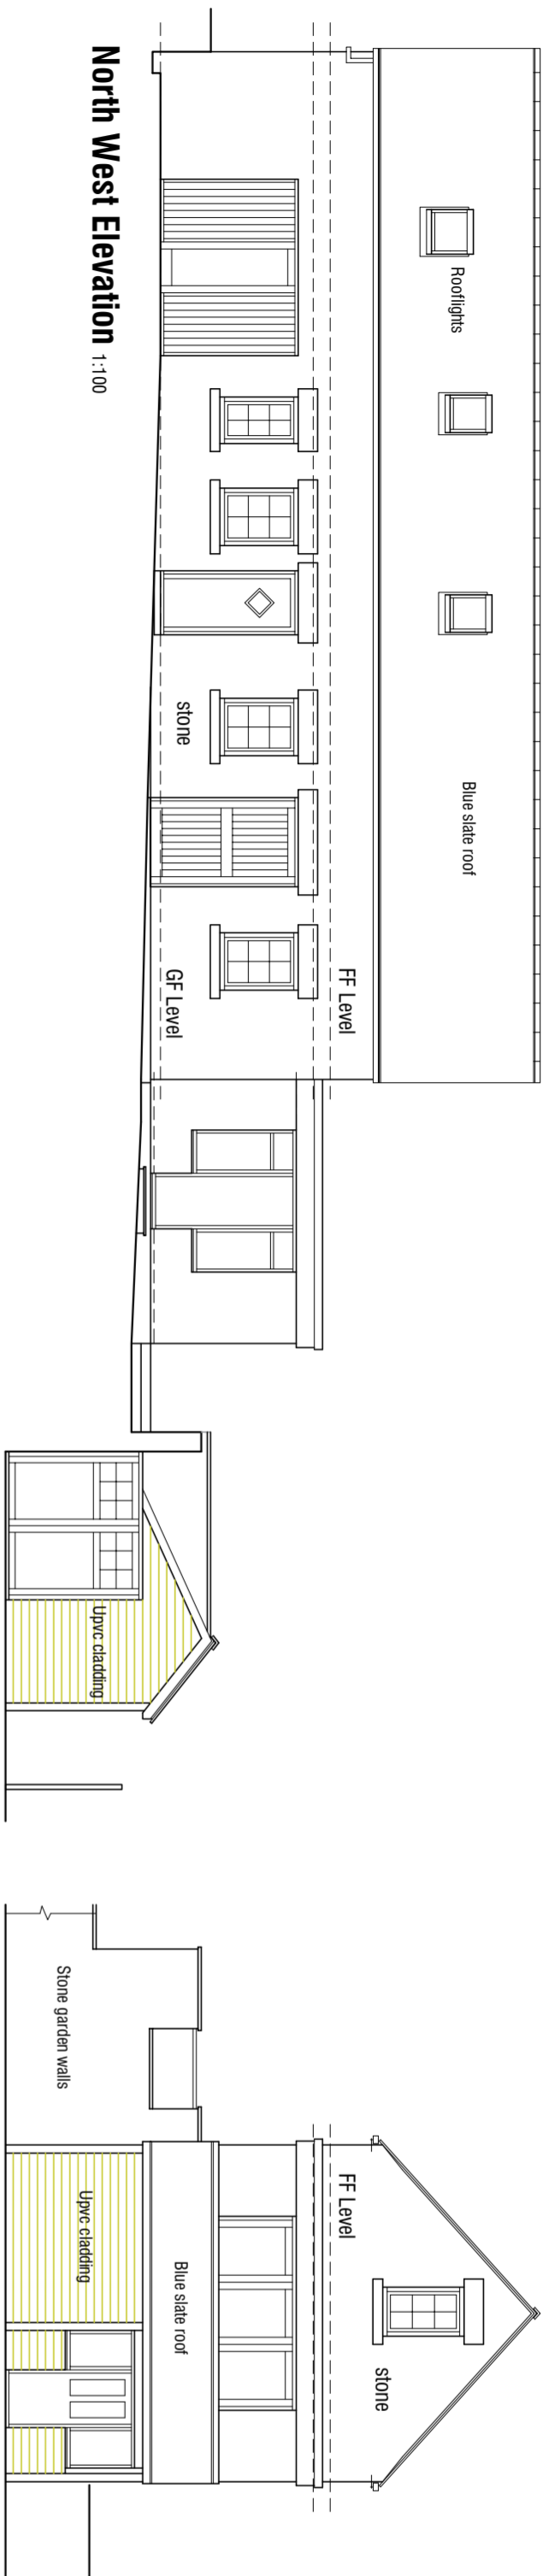 Rooflights
Blue slate roof
FF Level
stone
GF Level
North West Elevation 1:100
Upvc cladding
FF Level
stone
Blue slate roof
Upvc cladding
Stone garden walls